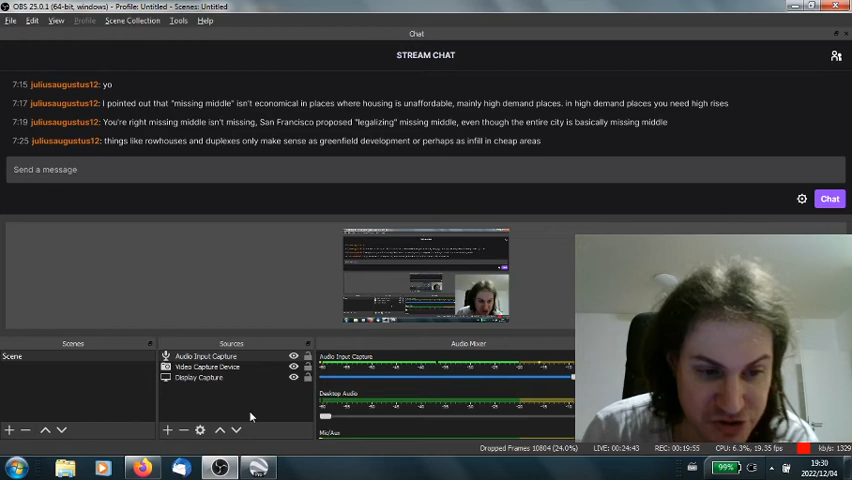 OBS 25.0.1 (64-bit, windows) - Profile: Untitled - Scenes: Untitled
File Edit View Profile Scene Collection Tools Help
Chat
STREAM CHAT
7:15 juliusaugustus12: yo
7:17 juliusaugustus12: I pointed out that "missing middle" isn't economical in places where housing is unaffordable, mainly high demand places. in high demand places you need high rises
7:19 juliusaugustus12: You're right missing middle isn't missing, San Francisco proposed "legalizing" missing middle, even though the entire city is basically missing middle
7:25 juliusaugustus12: things like rowhouses and duplexes only make sense as greenfield development or perhaps as infill in cheap areas
Send a message
Chat
Scenes Sources Audio Mixer
Scene
Audio Input Capture
Video Capture Device
Display Capture
Audio Input Capture
Desktop Audio
Mic/Aux
Dropped Frames 10804 (24.0%) LIVE: 00:24:43 REC: 00:19:55 CPU: 6.3%, 19.35 fps kb/s: 1329
99%
19:30
2022/12/04